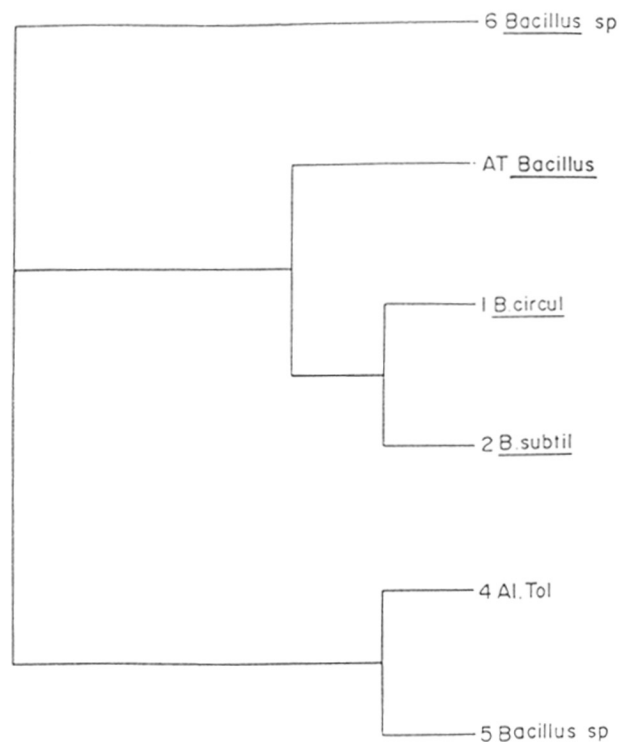 6 Bacillus sp
AT Bacillus
1 B.circul
2 B.subtil
4 Al.Tol
5 Bacillus sp